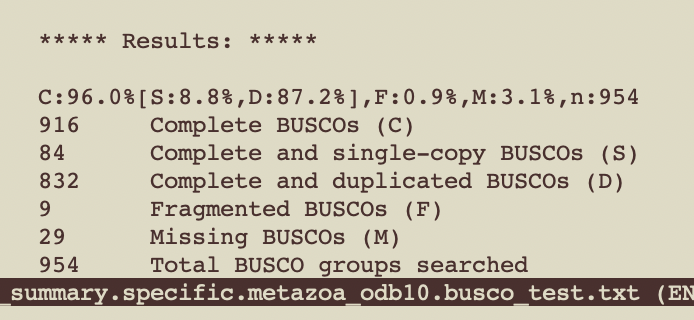 ***** Results: *****
C:96.0%[S:8.8%,D:87.2%],F:0.9%,M:3.1%,n:954
916 Complete BUSCOs (C)
84 Complete and single-copy BUSCOs (S)
832 Complete and duplicated BUSCOs (D)
9 Fragmented BUSCOs (F)
29 Missing BUSCOs (M)
954 Total BUSCO groups searched
_summary.specific.metazoa_odb10.busco_test.txt (EN